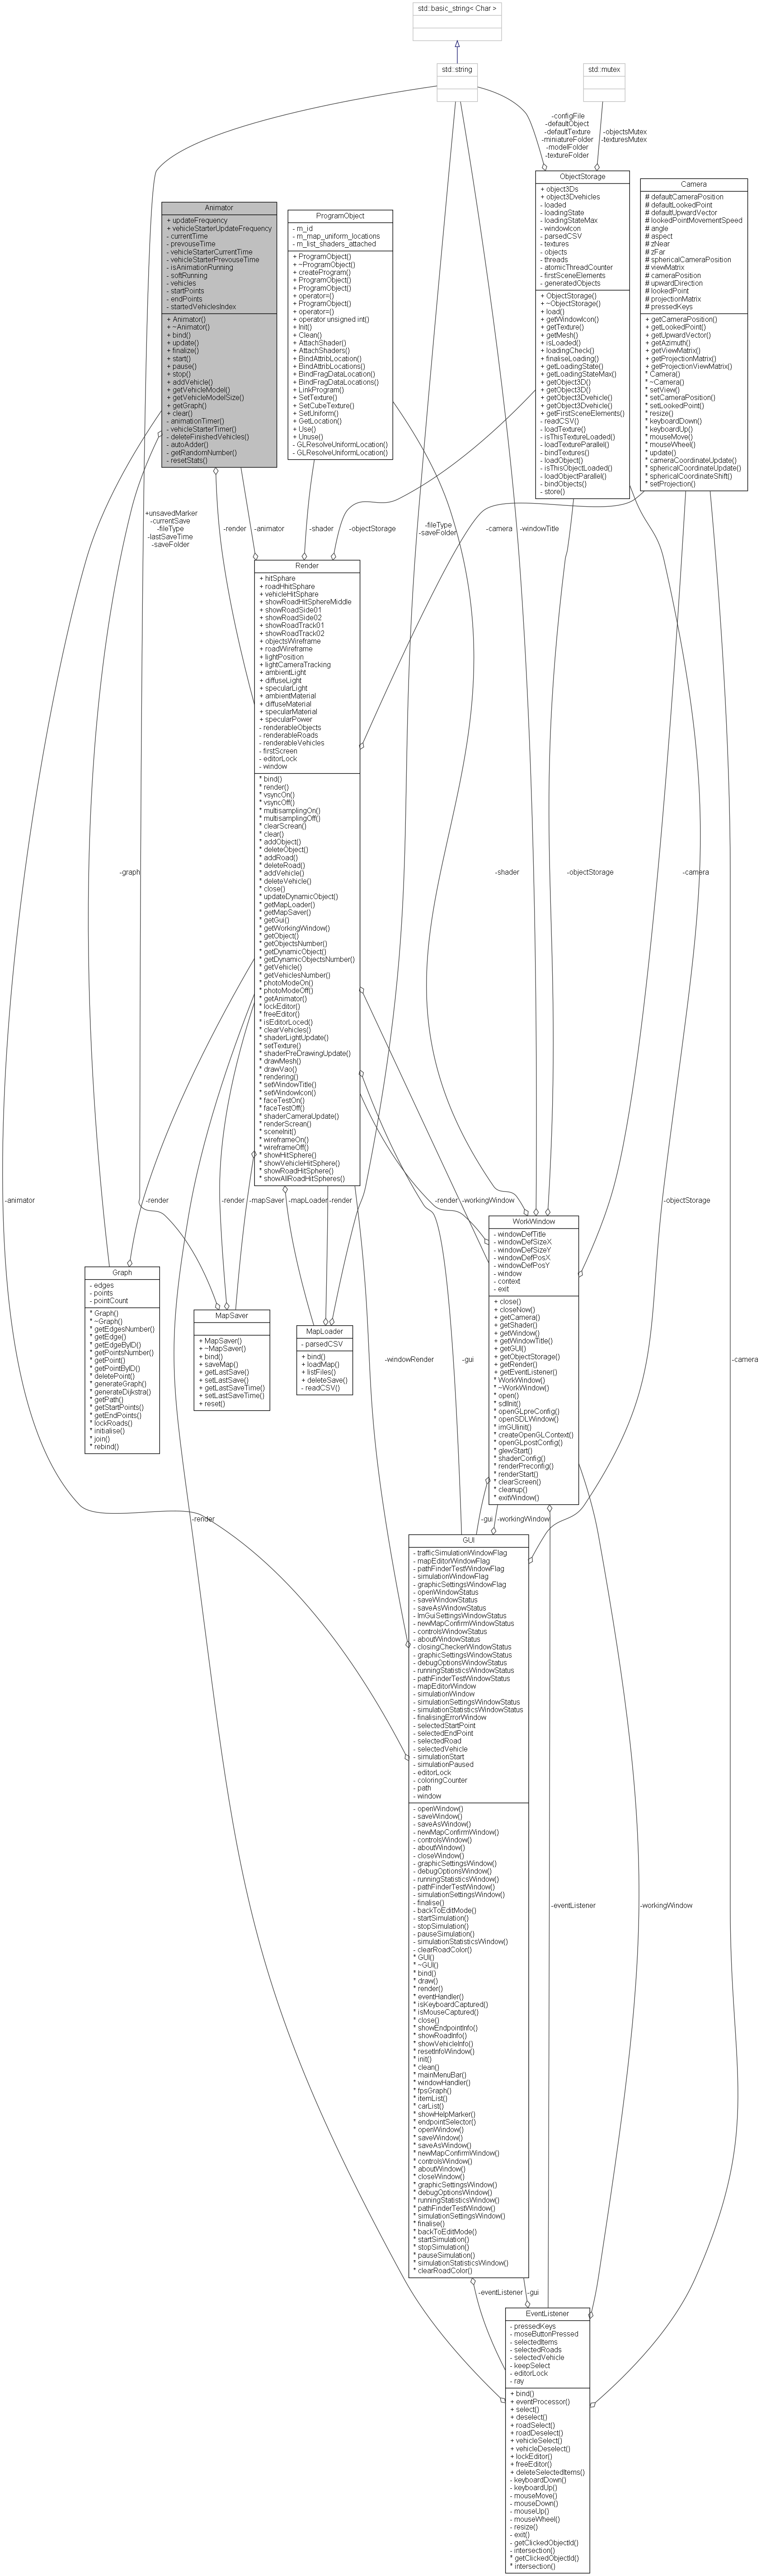 std::basic_string< Char >
std::string
std::mutex
-configFile
-defaultObject
-defaultTexture
-miniatureFolder
-modelFolder
-textureFolder
-objectsMutex
-texturesMutex
ObjectStorage
+ object3Ds
+ object3Dvehicles
- loaded
- loadingState
- loadingStateMax
- windowIcon
- parsedCSV
- textures
- objects
- threads
- atomicThreadCounter
- firstSceneElements
- generatedObjects
+ ObjectStorage()
+ ~ObjectStorage()
+ load()
+ getWindowIcon()
+ getTexture()
+ getMesh()
+ isLoaded()
+ loadingCheck()
+ finaliseLoading()
+ getLoadingState()
+ getLoadingStateMax()
+ getObject3D()
+ getObject3D()
+ getObject3Dvehicle()
+ getObject3Dvehicle()
+ getFirstSceneElements()
- readCSV()
- loadTexture()
- isThisTextureLoaded()
- loadTextureParallel()
- bindTextures()
- loadObject()
- isThisObjectLoaded()
- loadObjectParallel()
- bindObjects()
- store()
Camera
# defaultCameraPosition
# defaultLookedPoint
# defaultUpwardVector
# lookedPointMovementSpeed
# angle
# aspect
# zNear
# zFar
# sphericalCameraPosition
# viewMatrix
# cameraPosition
# upwardDirection
# lookedPoint
# projectionMatrix
# pressedKeys
+ getCameraPosition()
+ getLookedPoint()
+ getUpwardVector()
+ getAzimuth()
+ getViewMatrix()
+ getProjectionMatrix()
+ getProjectionViewMatrix()
* Camera()
* ~Camera()
* setView()
* setCameraPosition()
* setLookedPoint()
* resize()
* keyboardDown()
* keyboardUp()
* mouseMove()
* mouseWheel()
* update()
* cameraCoordinateUpdate()
* sphericalCoordinateUpdate()
* sphericalCoordinateShift()
* setProjection()
Animator
+ updateFrequency
+ vehicleStarterUpdateFrequency
- currentTime
- prevouseTime
- vehicleStarterCurrentTime
- vehicleStarterPrevouseTime
- isAnimationRunning
- softRunning
- vehicles
- startPoints
- endPoints
- startedVehiclesIndex
+ Animator()
+ ~Animator()
+ bind()
+ update()
+ finalize()
+ start()
+ pause()
+ stop()
+ addVehicle()
+ getVehicleModel()
+ getVehicleModelSize()
+ getGraph()
+ clear()
- animationTimer()
- vehicleStarterTimer()
- deleteFinishedVehicles()
- autoAdder()
- getRandomNumber()
- resetStats()
ProgramObject
- m_id
- m_map_uniform_locations
- m_list_shaders_attached
+ ProgramObject()
+ ~ProgramObject()
+ createProgram()
+ ProgramObject()
+ ProgramObject()
+ operator=()
+ ProgramObject()
+ operator=()
+ operator unsigned int()
+ Init()
+ Clean()
+ AttachShader()
+ AttachShaders()
+ BindAttribLocation()
+ BindAttribLocations()
+ BindFragDataLocation()
+ BindFragDataLocations()
+ LinkProgram()
+ SetTexture()
+ SetCubeTexture()
+ SetUniform()
+ GetLocation()
+ Use()
+ Unuse()
- GLResolveUniformLocation()
- GLResolveUniformLocation()
+unsavedMarker
-currentSave
-fileType
-lastSaveTime
-saveFolder
-render
-animator
-shader
-objectStorage
-fileType
-saveFolder
-camera
-windowTitle
Render
+ hitSphare
+ roadHhitSphare
+ vehicleHitSphare
+ showRoadHitSphereMiddle
+ showRoadSide01
+ showRoadSide02
+ showRoadTrack01
+ showRoadTrack02
+ objectsWireframe
+ roadWireframe
+ lightPosition
+ lightCameraTracking
+ ambientLight
+ diffuseLight
+ specularLight
+ ambientMaterial
+ diffuseMaterial
+ specularMaterial
+ specularPower
- renderableObjects
- renderableRoads
- renderableVehicles
- firstScreen
- editorLock
- window
* bind()
* render()
* vsyncOn()
* vsyncOff()
* multisamplingOn()
* multisamplingOff()
* clearScrean()
* clear()
* addObject()
* deleteObject()
* addRoad()
* deleteRoad()
* addVehicle()
* deleteVehicle()
* close()
* updateDynamicObject()
* getMapLoader()
* getMapSaver()
* getGui()
* getWorkingWindow()
* getObject()
* getObjectsNumber()
* getDynamicObject()
* getDynamicObjectsNumber()
* getVehicle()
* getVehiclesNumber()
* photoModeOn()
* photoModeOff()
* getAnimator()
* lockEditor()
* freeEditor()
* isEditorLoced()
* clearVehicles()
* shaderLightUpdate()
* setTexture()
* shaderPreDrawingUpdate()
* drawMesh()
* drawVao()
* rendering()
* setWindowTitle()
* setWindowIcon()
* faceTestOn()
* faceTestOff()
* shaderCameraUpdate()
* renderScrean()
* sceneInit()
* wireframeOn()
* wireframeOff()
* showHitSphere()
* showVehicleHitSphere()
* showRoadHitSphere()
* showAllRoadHitSpheres()
-graph
-shader
-objectStorage
-camera
-animator
-render
-render
-mapSaver
-mapLoader
-render
-render
-workingWindow
-objectStorage
WorkWindow
- windowDefTitle
- windowDefSizeX
- windowDefSizeY
- windowDefPosX
- windowDefPosY
- window
- context
- exit
+ close()
+ closeNow()
+ getCamera()
+ getShader()
+ getWindow()
+ getWindowTitle()
+ getGUI()
+ getObjectStorage()
+ getRender()
+ getEventListener()
* WorkWindow()
* ~WorkWindow()
* open()
* sdlInit()
* openGLpreConfig()
* openSDLWindow()
* imGUIinit()
* createOpenGLContext()
* openGLpostConfig()
* glewStart()
* shaderConfig()
* renderPreconfig()
* renderStart()
* clearScreen()
* cleanup()
* exitWindow()
Graph
- edges
- points
- pointCount
* Graph()
* ~Graph()
* getEdgesNumber()
* getEdge()
* getEdgeByID()
* getPointsNumber()
* getPoint()
* getPointByID()
* deletePoint()
* generateGraph()
* generateDijkstra()
* getPath()
* getStartPoints()
* getEndPoints()
* lockRoads()
* initialise()
* join()
* rebind()
MapSaver
+ MapSaver()
+ ~MapSaver()
+ bind()
+ saveMap()
+ getLastSave()
+ setLastSave()
+ getLastSaveTime()
+ setLastSaveTime()
+ reset()
MapLoader
- parsedCSV
+ bind()
+ loadMap()
+ listFiles()
+ deleteSave()
- readCSV()
-windowRender
-gui
-camera
-render
-gui
-workingWindow
GUI
- trafficSimulationWindowFlag
- mapEditorWindowFlag
- pathFinderTestWindowFlag
- simulationWindowFlag
- graphicSettingsWindowFlag
- openWindowStatus
- saveWindowStatus
- saveAsWindowStatus
- ImGuiSettingsWindowStatus
- newMapConfirmWindowStatus
- controlsWindowStatus
- aboutWindowStatus
- closingCheckerWindowStatus
- graphicSettingsWindowStatus
- debugOptionsWindowStatus
- runningStatisticsWindowStatus
- pathFinderTestWindowStatus
- mapEditorWindow
- simulationWindow
- simulationSettingsWindowStatus
- simulationStatisticsWindowStatus
- finalisingErrorWindow
- selectedStartPoint
- selectedEndPoint
- selectedRoad
- selectedVehicle
- simulationStart
- simulationPaused
- editorLock
- coloringCounter
- path
- window
- openWindow()
- saveWindow()
- saveAsWindow()
- newMapConfirmWindow()
- controlsWindow()
- aboutWindow()
- closeWindow()
- graphicSettingsWindow()
- debugOptionsWindow()
- runningStatisticsWindow()
- pathFinderTestWindow()
- simulationSettingsWindow()
- finalise()
- backToEditMode()
- startSimulation()
- stopSimulation()
- pauseSimulation()
- simulationStatisticsWindow()
- clearRoadColor()
* GUI()
* ~GUI()
* bind()
* draw()
* render()
* eventHandler()
* isKeyboardCaptured()
* isMouseCaptured()
* close()
* showEndpointInfo()
* showRoadInfo()
* showVehicleInfo()
* resetInfoWindow()
* init()
* clean()
* mainMenuBar()
* windowHandler()
* fpsGraph()
* itemList()
* carList()
* showHelpMarker()
* endpointSelector()
* openWindow()
* saveWindow()
* saveAsWindow()
* newMapConfirmWindow()
* controlsWindow()
* aboutWindow()
* closeWindow()
* graphicSettingsWindow()
* debugOptionsWindow()
* runningStatisticsWindow()
* pathFinderTestWindow()
* simulationSettingsWindow()
* finalise()
* backToEditMode()
* startSimulation()
* stopSimulation()
* pauseSimulation()
* simulationStatisticsWindow()
* clearRoadColor()
-eventListener
-workingWindow
-eventListener
-gui
EventListener
- pressedKeys
- moseButtonPressed
- selectedItems
- selectedRoads
- selectedVehicle
- keepSelect
- editorLock
- ray
+ bind()
+ eventProcessor()
+ select()
+ deselect()
+ roadSelect()
+ roadDeselect()
+ vehicleSelect()
+ vehicleDeselect()
+ lockEditor()
+ freeEditor()
+ deleteSelectedItems()
- keyboardDown()
- keyboardUp()
- mouseMove()
- mouseDown()
- mouseUp()
- mouseWheel()
- resize()
- exit()
- getClickedObjectId()
- intersection()
* getClickedObjectId()
* intersection()